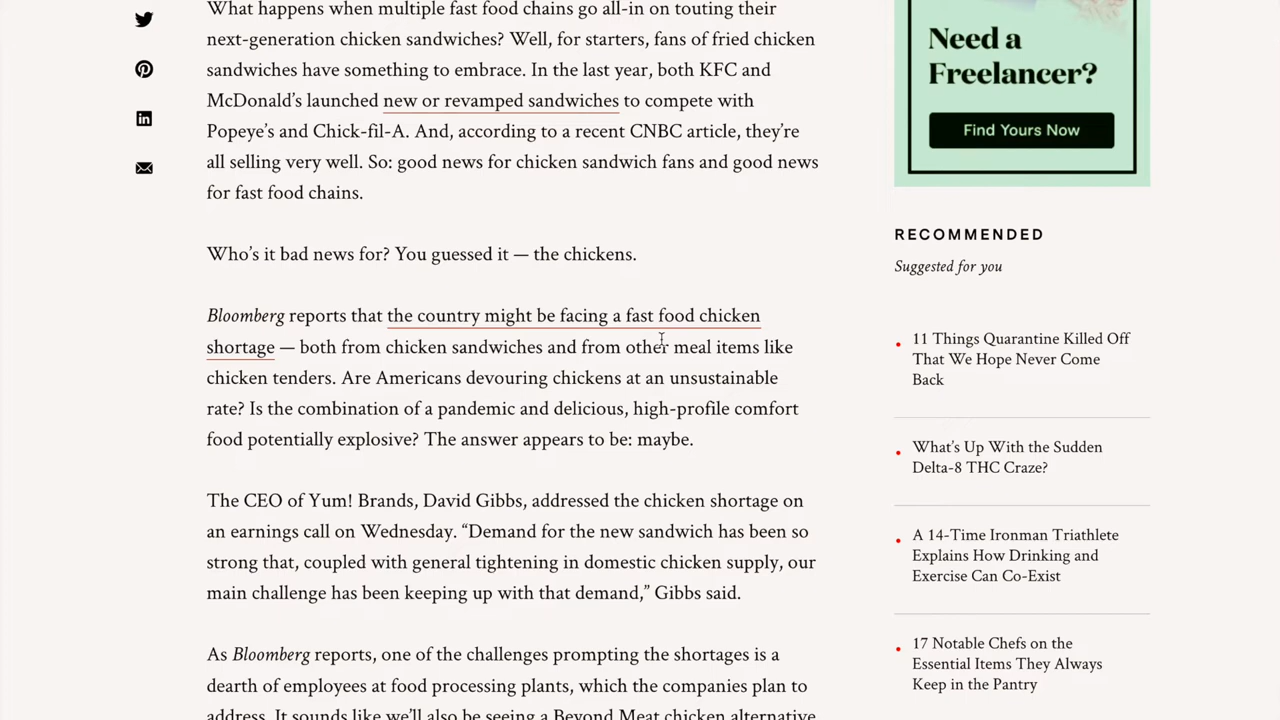 What happens when multiple fast food chains go all-in on touting their
next-generation chicken sandwiches? Well, for starters, fans of fried chicken
sandwiches have something to embrace. In the last year, both KFC and
McDonald’s launched new or revamped sandwiches to compete with
Popeye’s and Chick-fil-A. And, according to a recent CNBC article, they’re
all selling very well. So: good news for chicken sandwich fans and good news
for fast food chains.
Who’s it bad news for? You guessed it — the chickens.
Bloomberg reports that the country might be facing a fast food chicken
shortage — both from chicken sandwiches and from other meal items like
chicken tenders. Are Americans devouring chickens at an unsustainable
rate? Is the combination of a pandemic and delicious, high-profile comfort
food potentially explosive? The answer appears to be: maybe.
The CEO of Yum! Brands, David Gibbs, addressed the chicken shortage on
an earnings call on Wednesday. “Demand for the new sandwich has been so
strong that, coupled with general tightening in domestic chicken supply, our
main challenge has been keeping up with that demand,” Gibbs said.
As Bloomberg reports, one of the challenges prompting the shortages is a
dearth of employees at food processing plants, which the companies plan to
address. It sounds like we’ll also be seeing a Beyond Meat chicken alternative
Need a
Freelancer?
Find Yours Now
RECOMMENDED
Suggested for you
11 Things Quarantine Killed Off
That We Hope Never Come
Back
What’s Up With the Sudden
Delta-8 THC Craze?
A 14-Time Ironman Triathlete
Explains How Drinking and
Exercise Can Co-Exist
17 Notable Chefs on the
Essential Items They Always
Keep in the Pantry